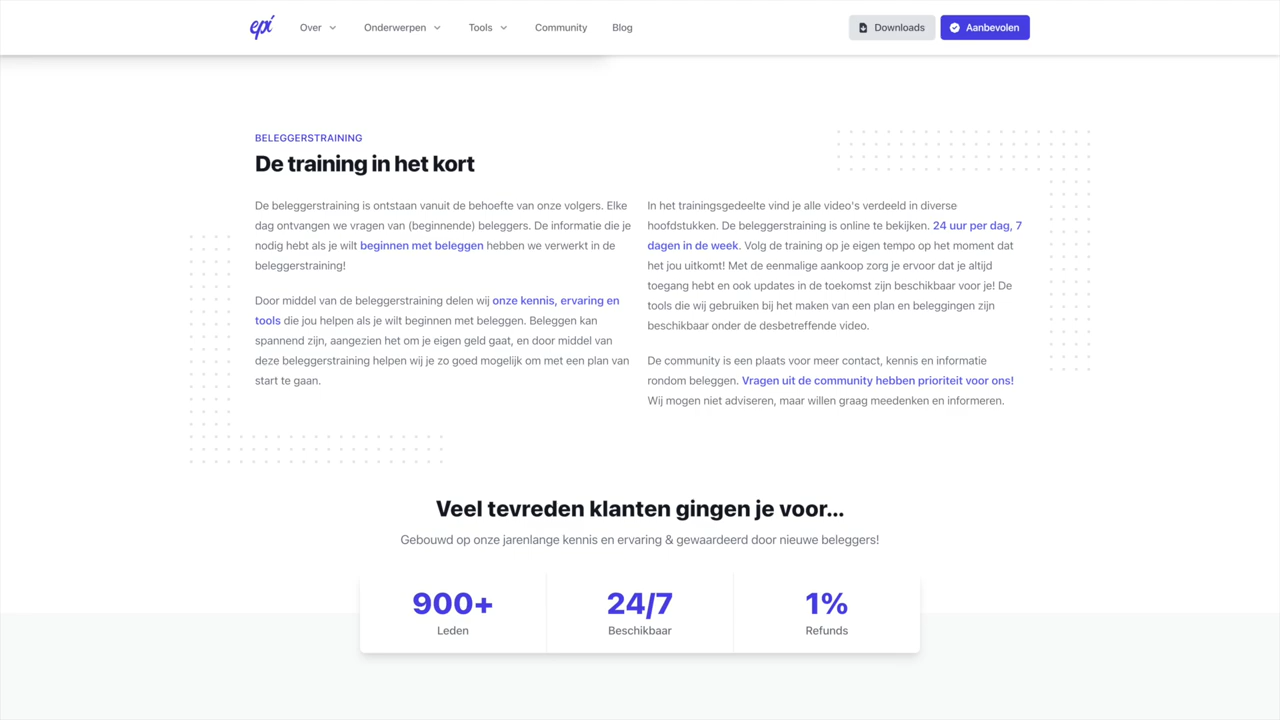 epi
Over
Onderwerpen
Tools
Community
Blog
Downloads
Aanbevolen
BELEGGERSTRAINING
De training in het kort
De beleggerstraining is ontstaan vanuit de behoefte van onze volgers. Elke
dag ontvangen we vragen van (beginnende) beleggers. De informatie die je
nodig hebt als je wilt beginnen met beleggen hebben we verwerkt in de
beleggerstraining!
Door middel van de beleggerstraining delen wij onze kennis, ervaring en
tools die jou helpen als je wilt beginnen met beleggen. Beleggen kan
spannend zijn, aangezien het om je eigen geld gaat, en door middel van
deze beleggerstraining helpen wij je zo goed mogelijk om met een plan van
start te gaan.
In het trainingsgedeelte vind je alle video's verdeeld in diverse
hoofdstukken. De beleggerstraining is online te bekijken. 24 uur per dag, 7
dagen in de week. Volg de training op je eigen tempo op het moment dat
het jou uitkomt! Met de eenmalige aankoop zorg je ervoor dat je altijd
toegang hebt en ook updates in de toekomst zijn beschikbaar voor je! De
tools die wij gebruiken bij het maken van een plan en beleggingen zijn
beschikbaar onder de desbetreffende video.
De community is een plaats voor meer contact, kennis en informatie
rondom beleggen. Vragen uit de community hebben prioriteit voor ons!
Wij mogen niet adviseren, maar willen graag meedenken en informeren.
Veel tevreden klanten gingen je voor...
Gebouwd op onze jarenlange kennis en ervaring & gewaardeerd door nieuwe beleggers!
900+
Leden
24/7
Beschikbaar
1%
Refunds